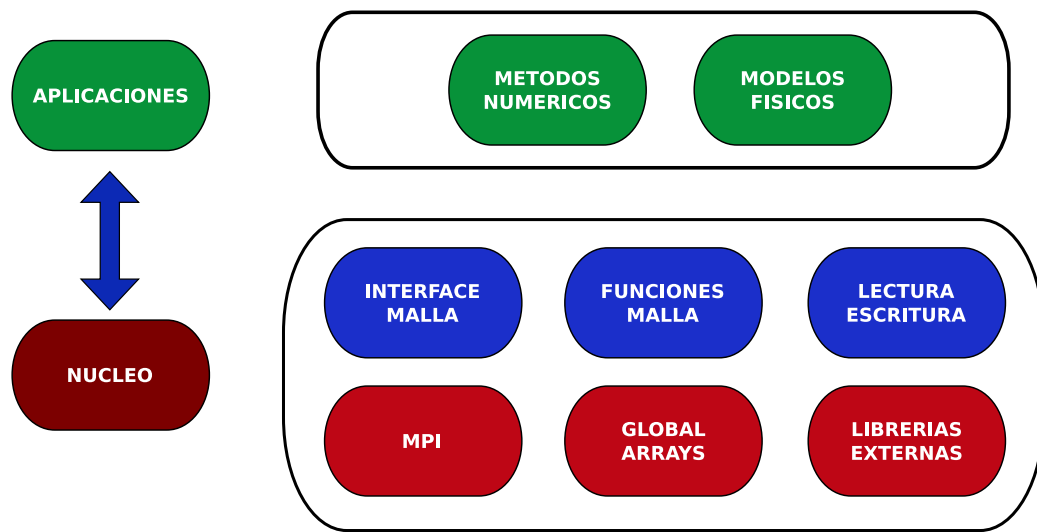 APLICACIONES
METODOS
NUMERICOS
MODELOS
FISICOS
NUCLEO
INTERFACE
MALLA
FUNCIONES
MALLA
LECTURA
ESCRITURA
MPI
GLOBAL
ARRAYS
LIBRERIAS
EXTERNAS